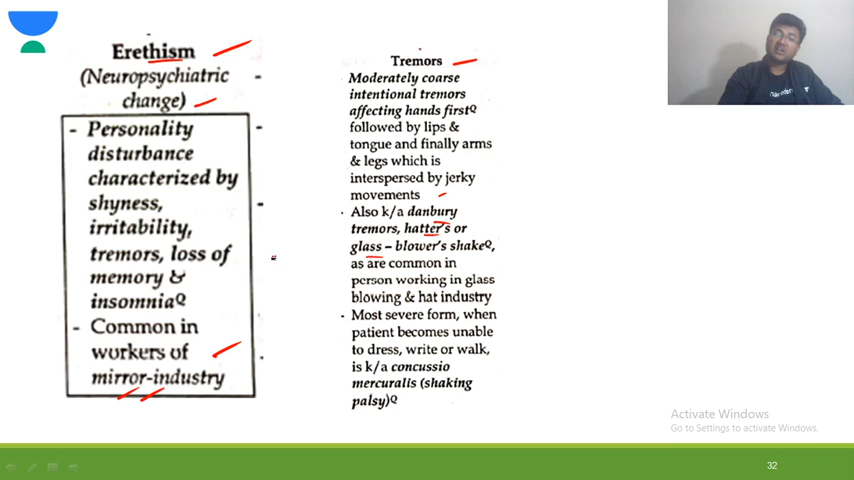 Erethism
(Neuropsychiatric
change)
- Personality
disturbance
characterized by
shyness,
irritability,
tremors, loss of
memory &
insomniaQ
- Common in
workers of
mirror-industry
Tremors
Moderately coarse
intentional tremors
affecting hands firstQ
followed by lips &
tongue and finally arms
& legs which is
interspersed by jerky
movements
· Also k/a danbury
tremors, hatter's or
glass – blower's shakeQ,
as are common in
person working in glass
blowing & hat industry
- Most severe form, when
patient becomes unable
to dress, write or walk,
is k/a concussio
mercuralis (shaking
palsy)Q
Activate Windows
Go to Settings to activate Windows.
32